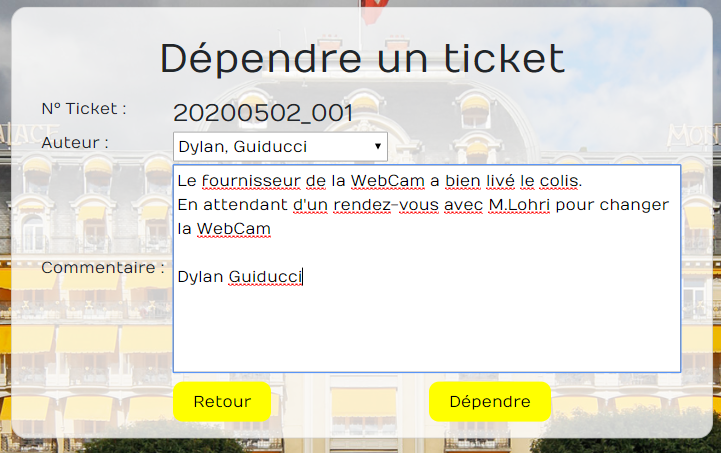 Dépendre un ticket
N° Ticket : 20200502_001
Auteur : Dylan, Guiducci
Commentaire :
Le fournisseur de la WebCam a bien livé le colis.
En attendant d'un rendez-vous avec M.Lohri pour changer
la WebCam
Dylan Guiducci
Retour Dépendre